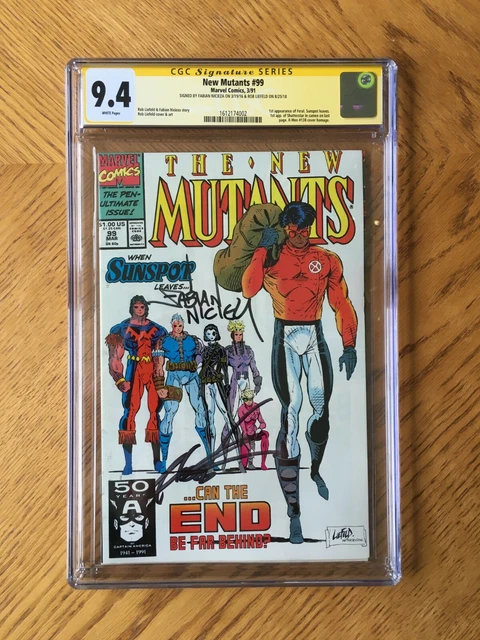 CGC Signature SERIES
9.4
WHITE Pages
New Mutants #99
Marvel Comics, 3/91
SIGNED BY FABIAN NICIEZA ON 3/19/16 & ROB LIEFELD ON 8/25/18
Rob Liefeld & Fabian Nicieza story
Rob Liefeld cover & art
1st appearance of Feral. Sunspot leaves.
1st app. of Shatterstar in cameo on last
page. X-Men #138 cover homage.
1612174002
MARVEL
COMICS
THE PEN-
ULTIMATE
ISSUE!
$1.00 US
99
MAR
THE NEW
MUTANTS
WHEN
SUNSPOT
LEAVES...
FABIAN
NICIEZA
...CAN THE
END
BE FAR BEHIND?
50
YEARS
A
CAPTAIN AMERICA
1941 - 1991
LIEFELD